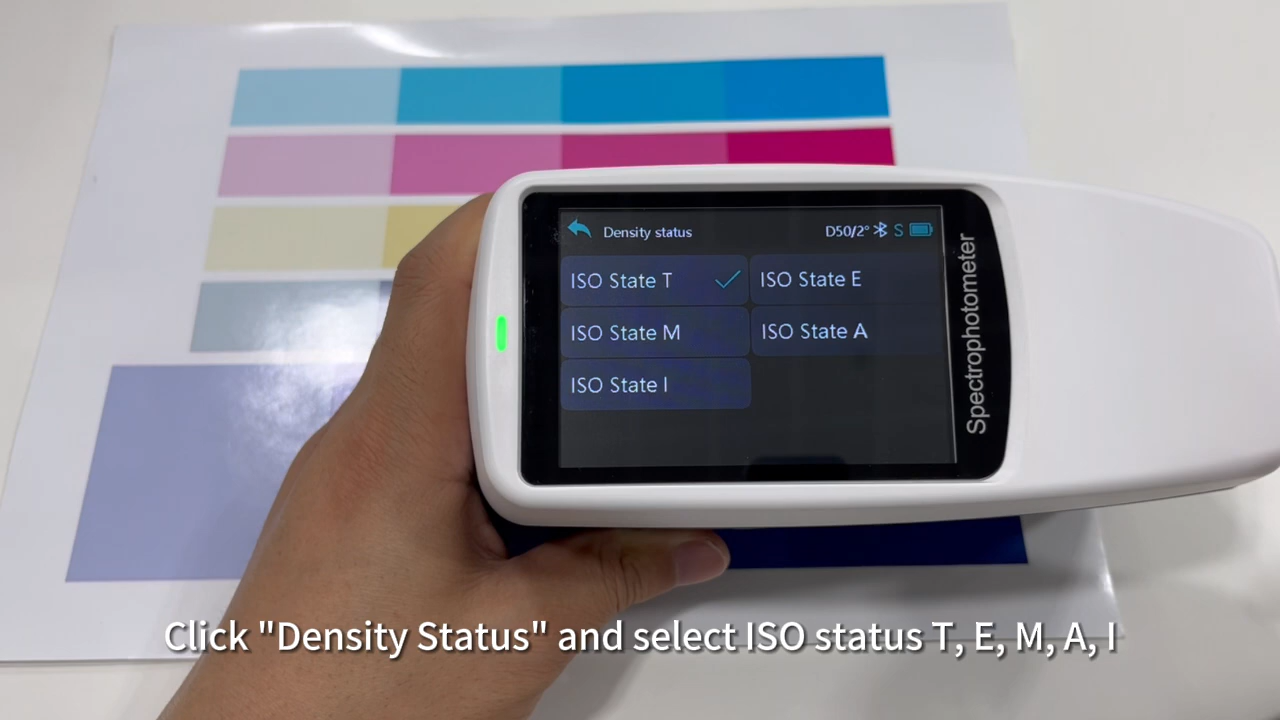 Density status
D50/2° S
ISO State T
ISO State E
ISO State M
ISO State A
ISO State I
Spectrophotometer
Click "Density Status" and select ISO status T, E, M, A, I